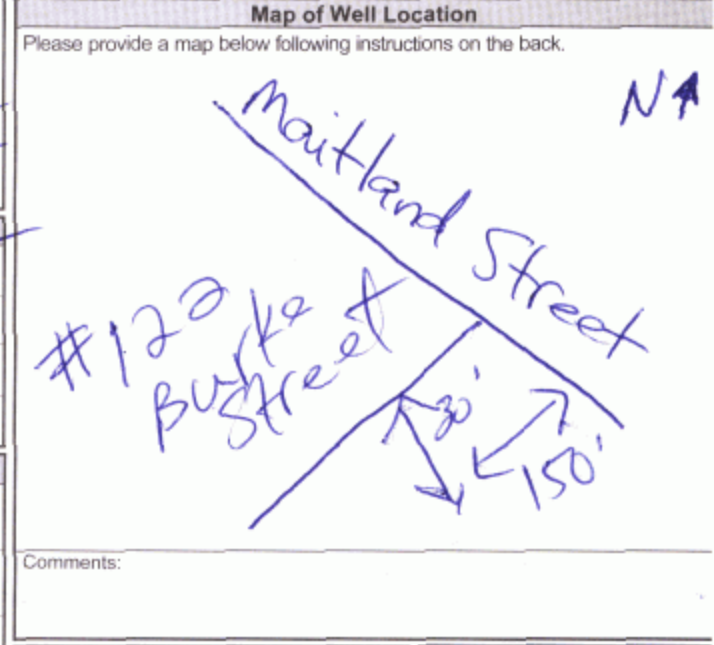 Map of Well Location
Please provide a map below following instructions on the back.
N
Maitland Street
#122
Burke
Street
30'
150'
Comments: